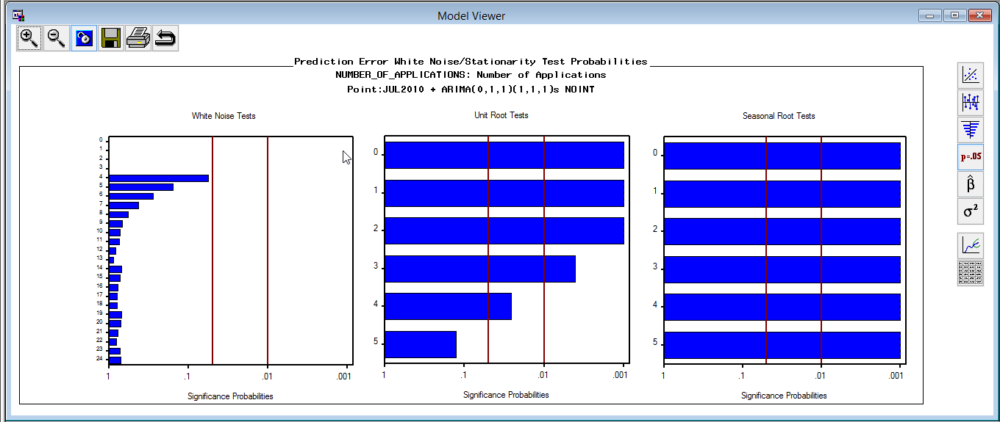 Model Viewer
Prediction Error White Noise/Stationarity Test Probabilities
NUMBER_OF_APPLICATIONS: Number of Applications
Point:JUL2010 + ARIMA(0,1,1)(1,1,1)s NOINT
White Noise Tests
0
1
2
3
4
5
6
7
8
9
10
11
12
13
14
15
16
17
18
19
20
21
22
23
24
1 .1 .01 .001
Significance Probabilities
Unit Root Tests
0
1
2
3
4
5
1 .1 .01 .001
Significance Probabilities
Seasonal Root Tests
0
1
2
3
4
5
1 .1 .01 .001
Significance Probabilities
p=.05
β̂
σ²